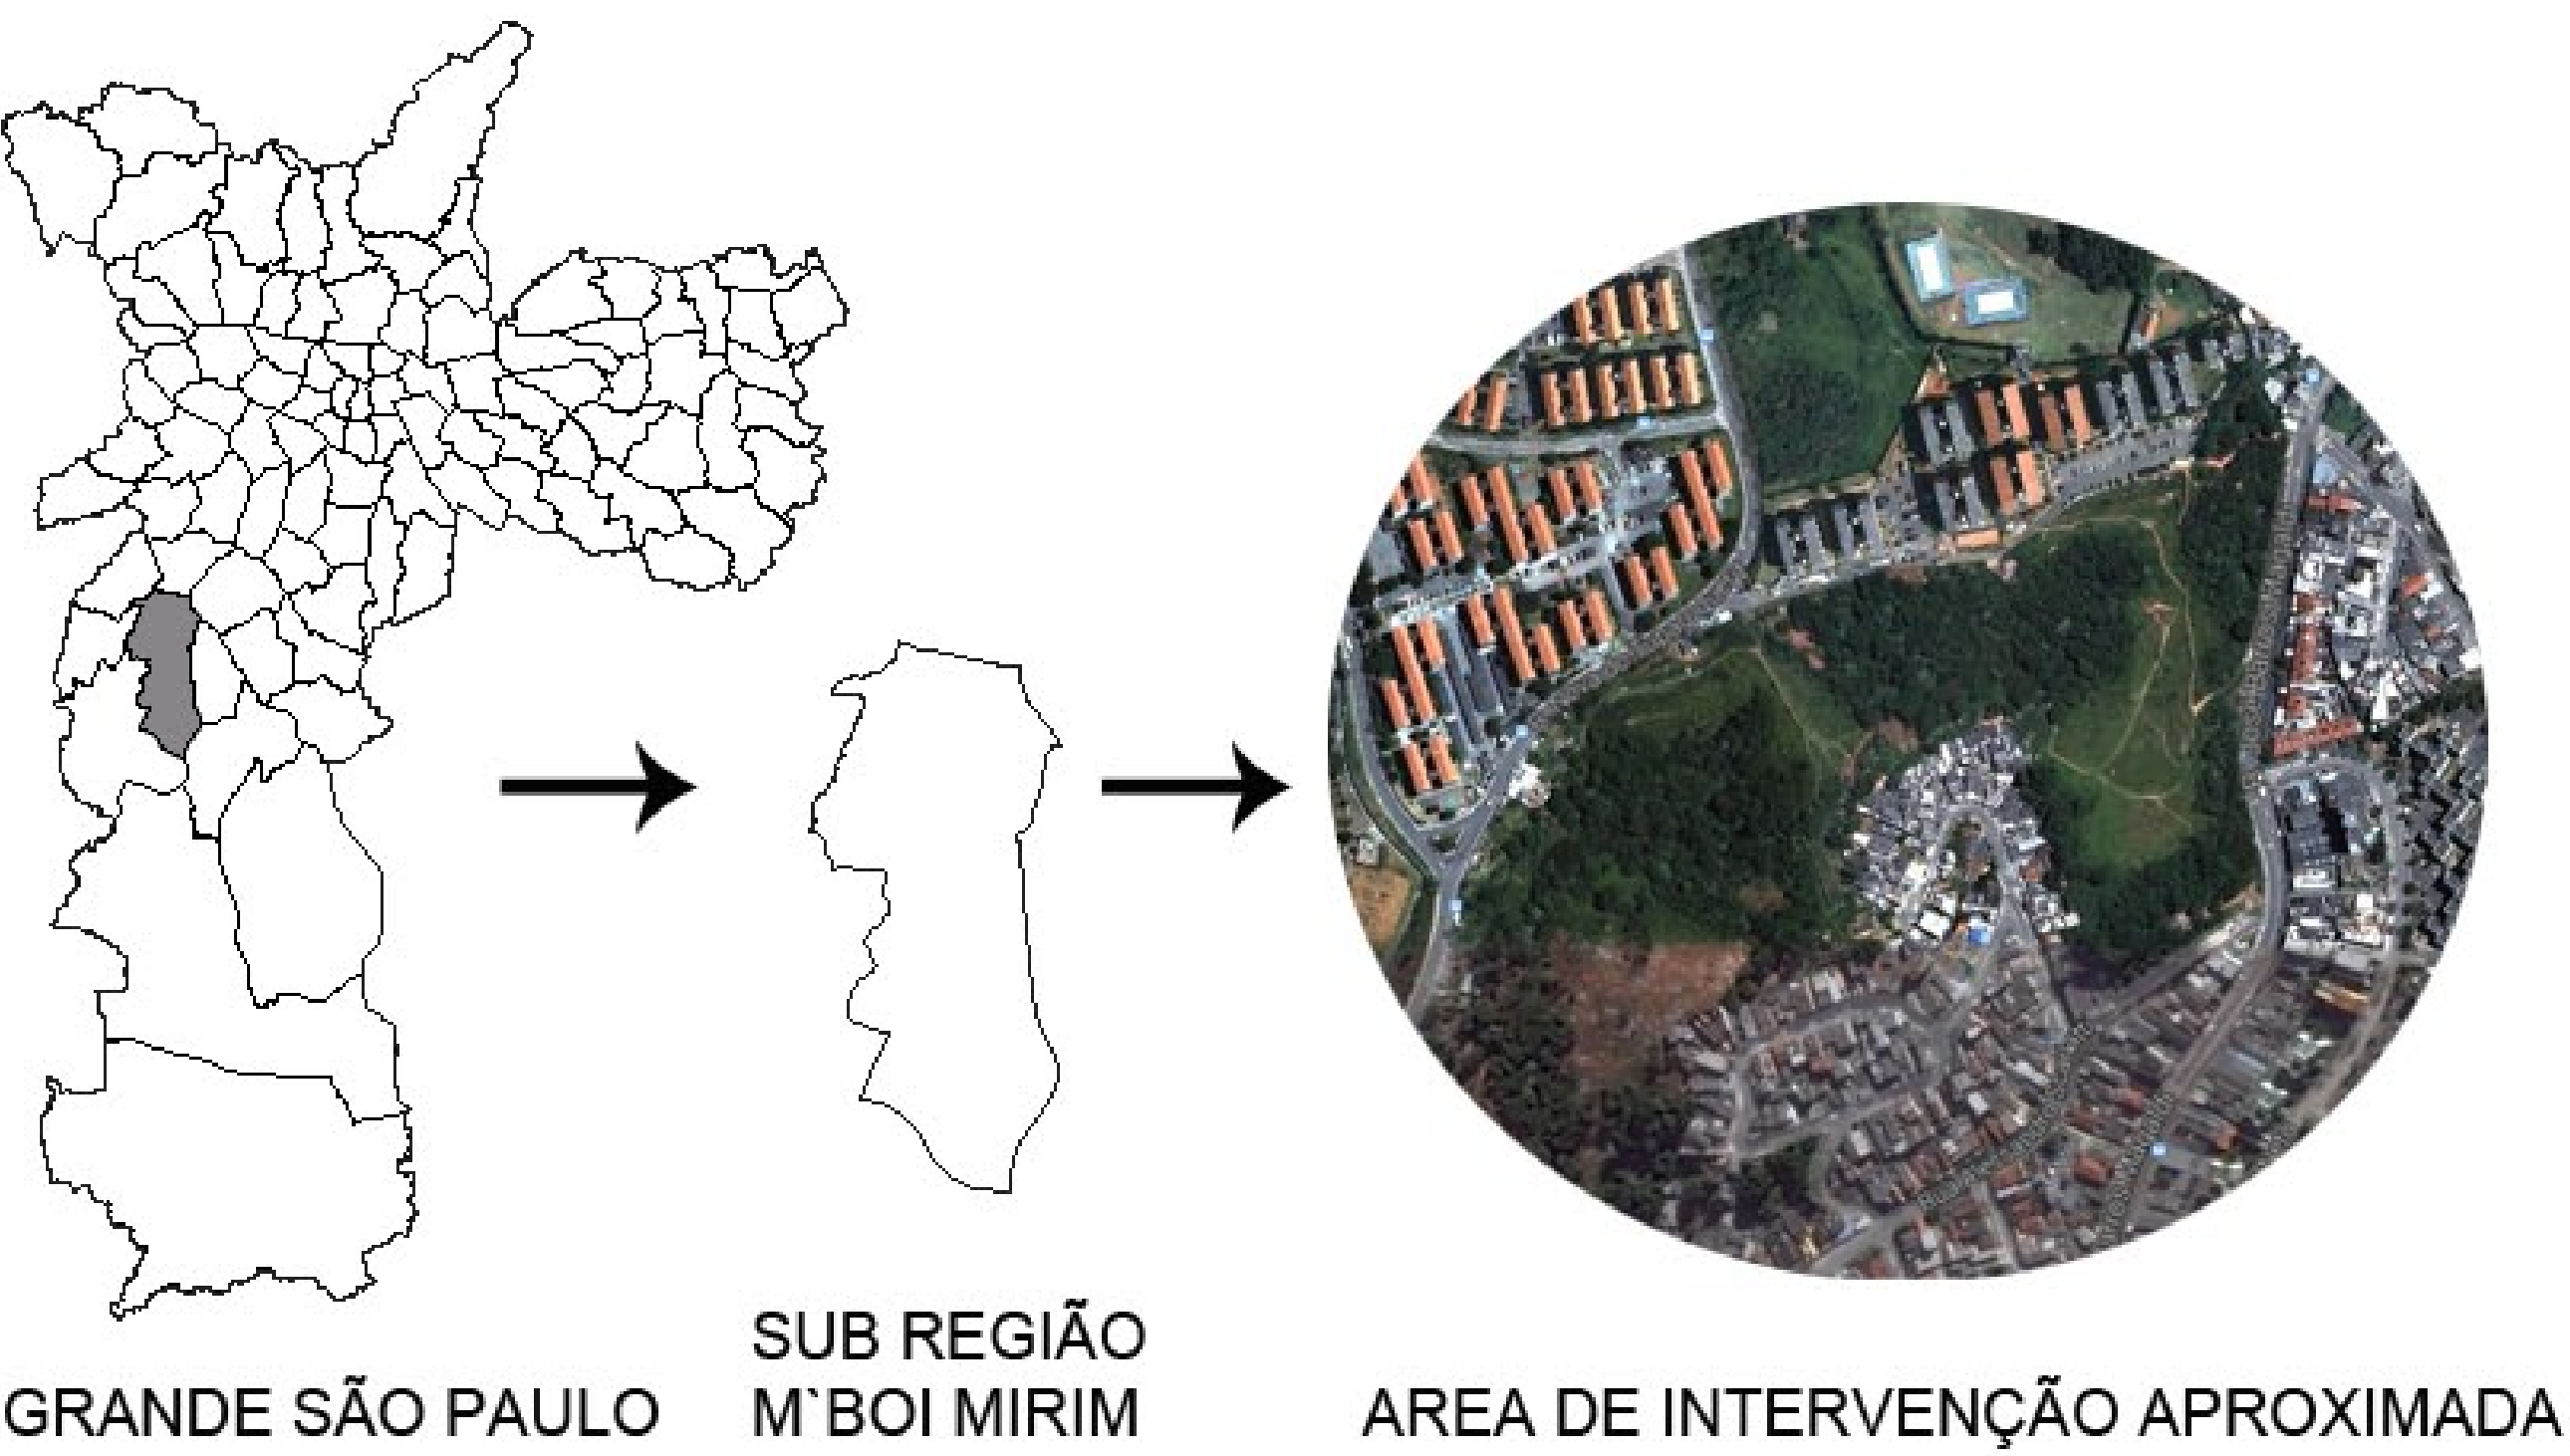 GRANDE SÃO PAULO
SUB REGIÃO
M`BOI MIRIM
AREA DE INTERVENÇÃO APROXIMADA